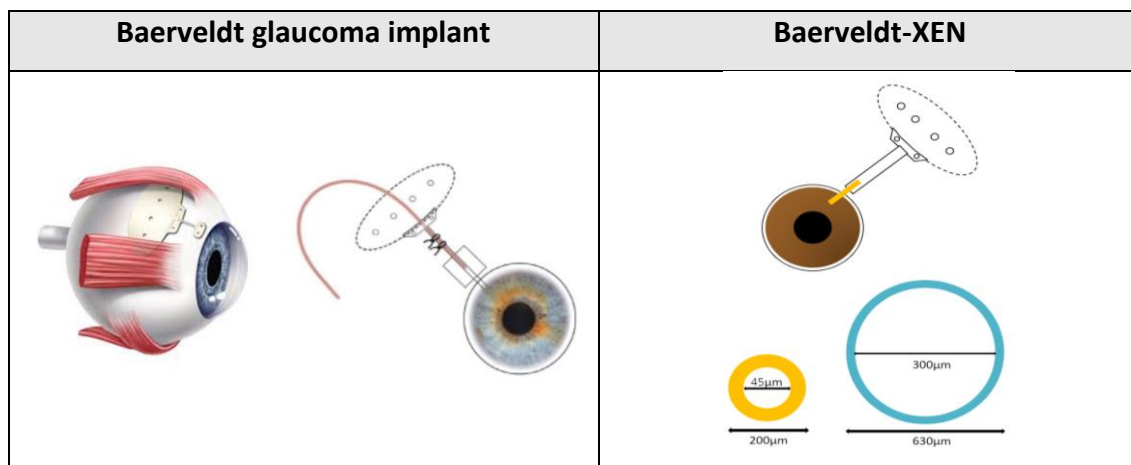 Baerveldt glaucoma implant
Baerveldt-XEN
300µm
45µm
200µm
630µm